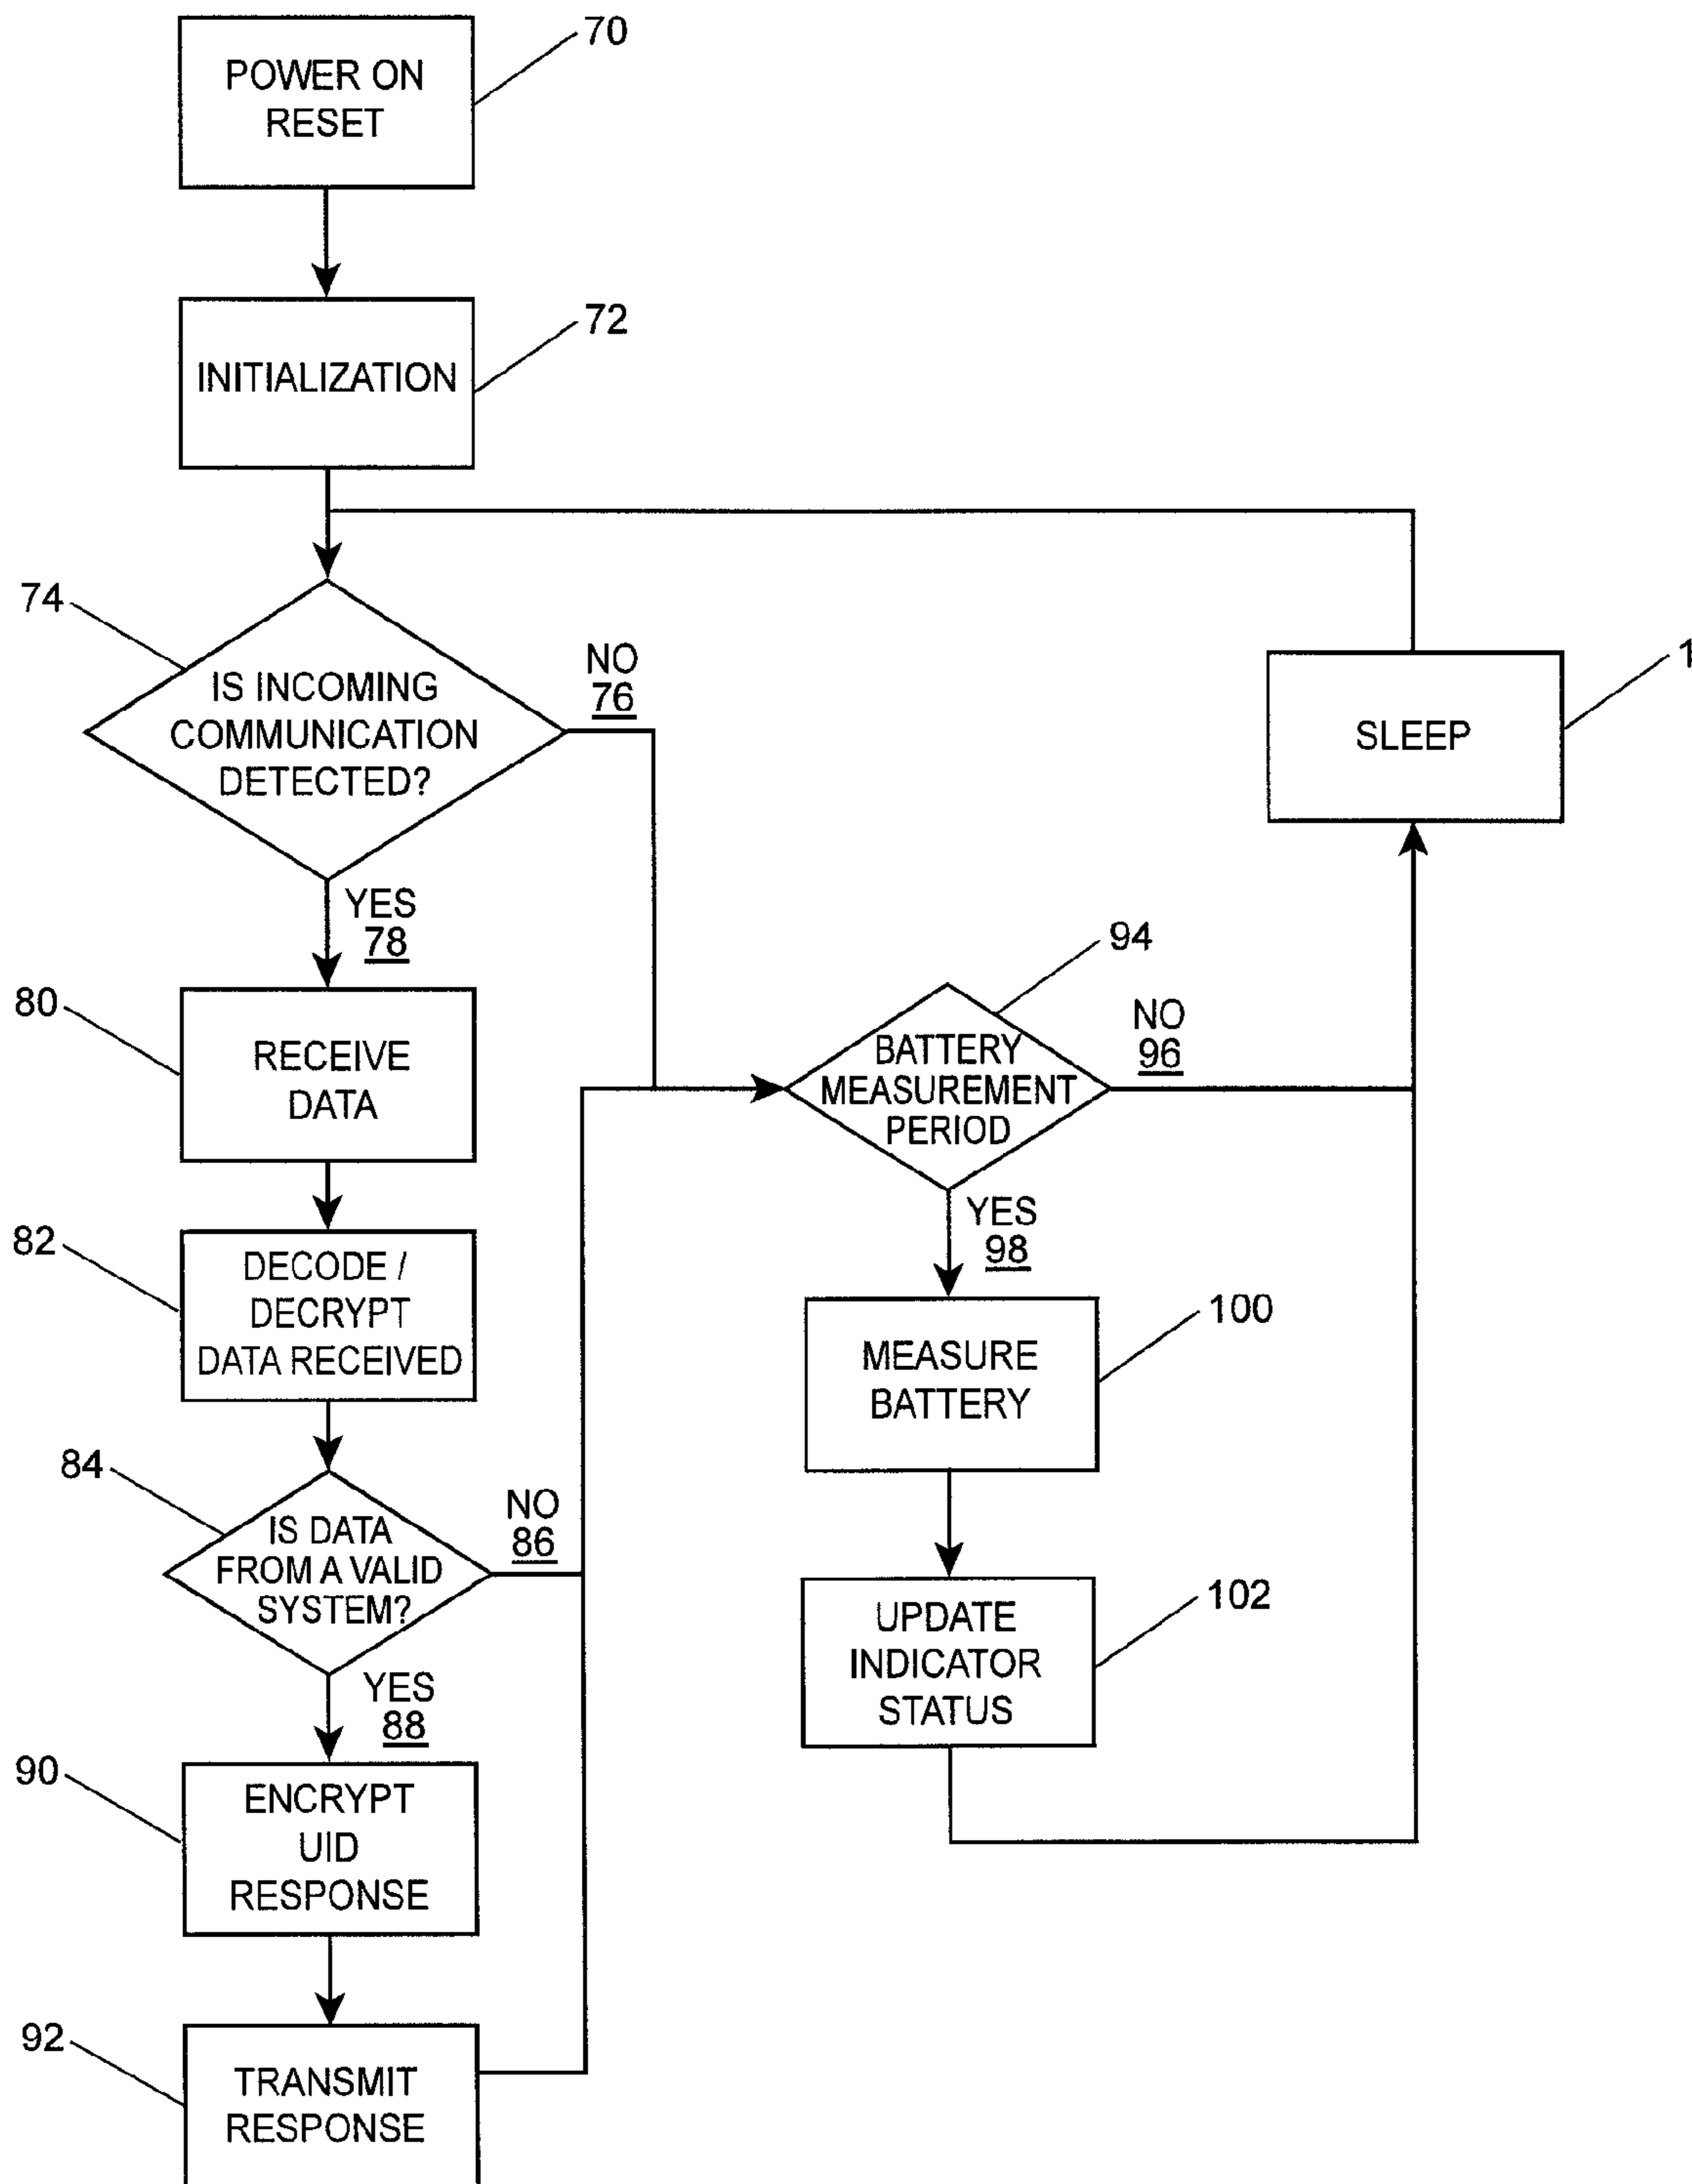 70
POWER ON
RESET
72
INITIALIZATION
74
IS INCOMING
COMMUNICATION
DETECTED?
NO
76
SLEEP
YES
78
80
RECEIVE
DATA
94
BATTERY
MEASUREMENT
PERIOD
NO
96
YES
98
82
DECODE /
DECRYPT
DATA RECEIVED
100
MEASURE
BATTERY
84
IS DATA
FROM A VALID
SYSTEM?
NO
86
102
UPDATE
INDICATOR
STATUS
YES
88
90
ENCRYPT
UID
RESPONSE
92
TRANSMIT
RESPONSE